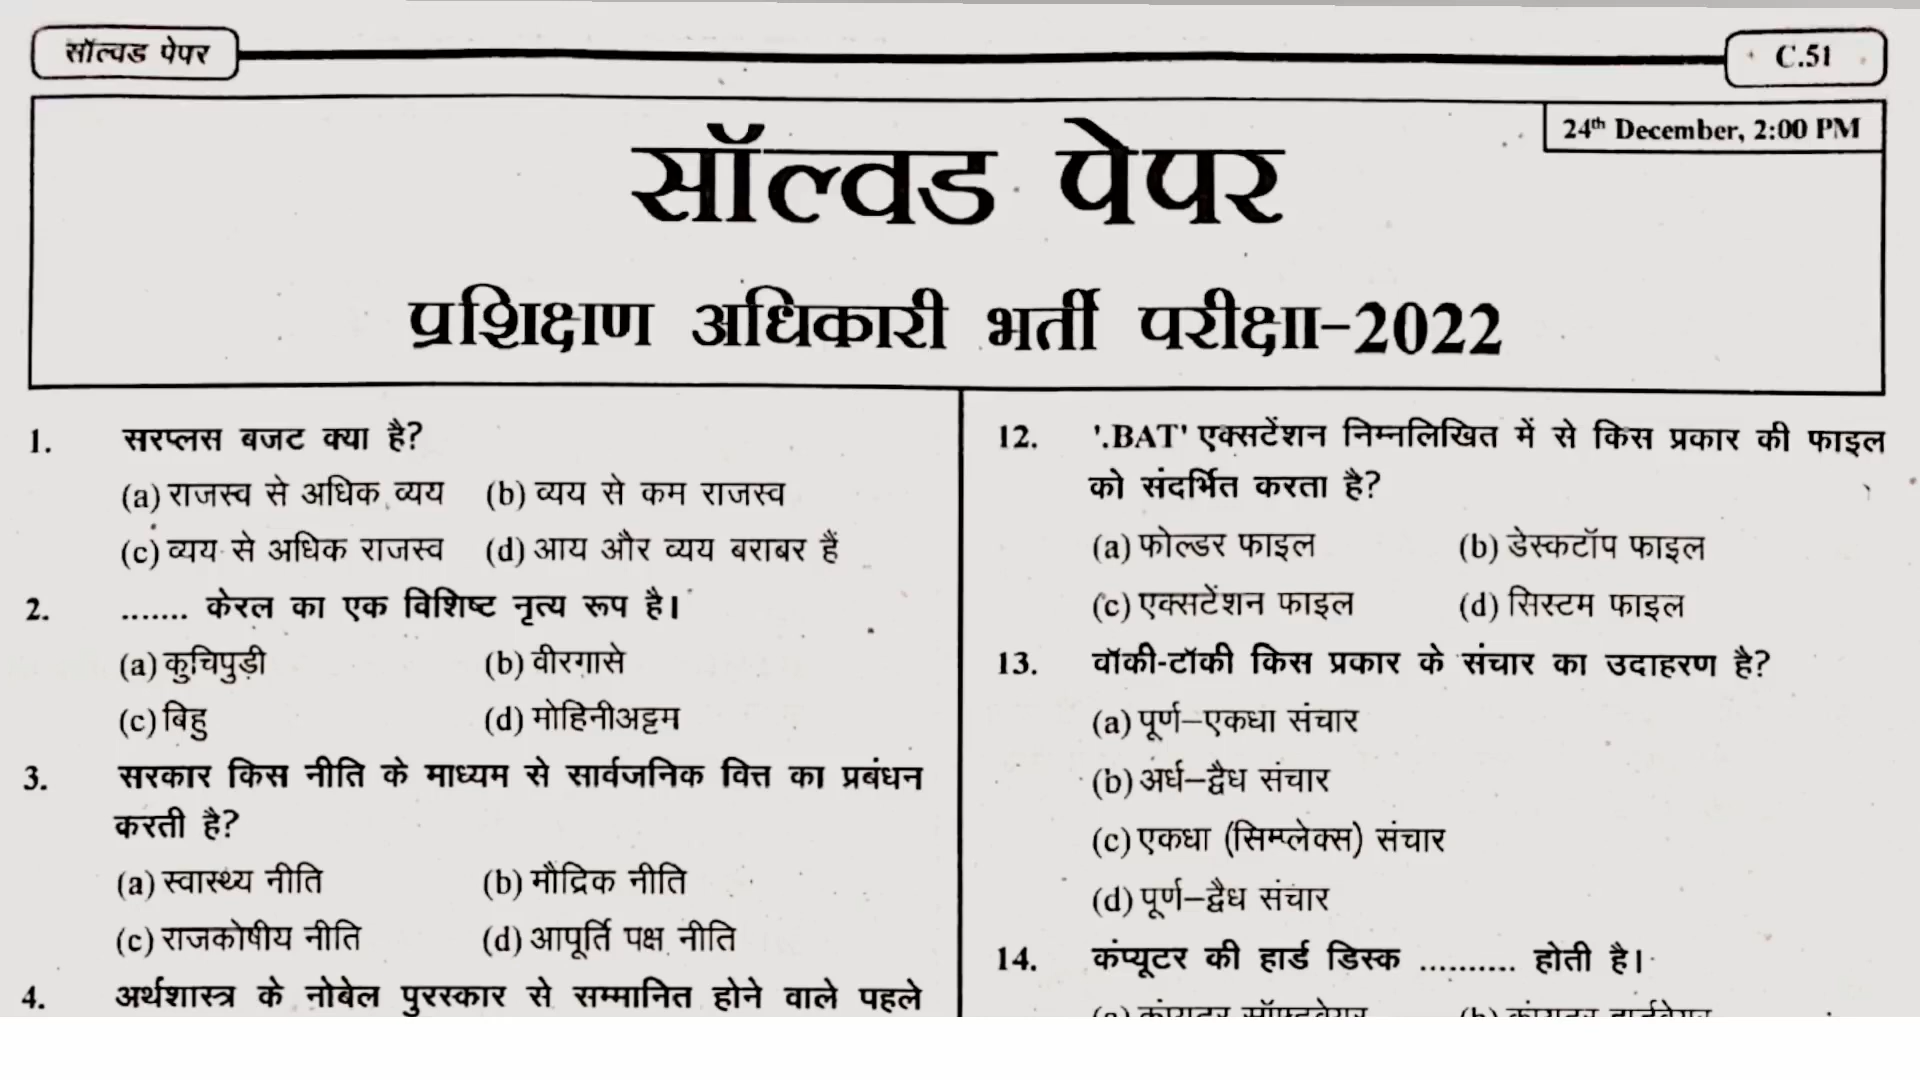 सॉल्वड पेपर
C.51
24th December, 2:00 PM
सॉल्वड पेपर
प्रशिक्षण अधिकारी भर्ती परीक्षा-2022
1. सरप्लस बजट क्या है?
(a) राजस्व से अधिक व्यय (b) व्यय से कम राजस्व
(c) व्यय से अधिक राजस्व (d) आय और व्यय बराबर हैं
2. ....... केरल का एक विशिष्ट नृत्य रूप है।
(a) कुचिपुड़ी (b) वीरगासे
(c) बिहु (d) मोहिनीअट्टम
3. सरकार किस नीति के माध्यम से सार्वजनिक वित्त का प्रबंधन
करती है?
(a) स्वास्थ्य नीति (b) मौद्रिक नीति
(c) राजकोषीय नीति (d) आपूर्ति पक्ष नीति
4. अर्थशास्त्र के नोबेल पुरस्कार से सम्मानित होने वाले पहले
12. '.BAT' एक्सटेंशन निम्नलिखित में से किस प्रकार की फाइल
को संदर्भित करता है?
(a) फोल्डर फाइल (b) डेस्कटॉप फाइल
(c) एक्सटेंशन फाइल (d) सिस्टम फाइल
13. वॉकी-टॉकी किस प्रकार के संचार का उदाहरण है?
(a) पूर्ण–एकधा संचार
(b) अर्ध–द्वैध संचार
(c) एकधा (सिम्प्लेक्स) संचार
(d) पूर्ण–द्वैध संचार
14. कंप्यूटर की हार्ड डिस्क .......... होती है।